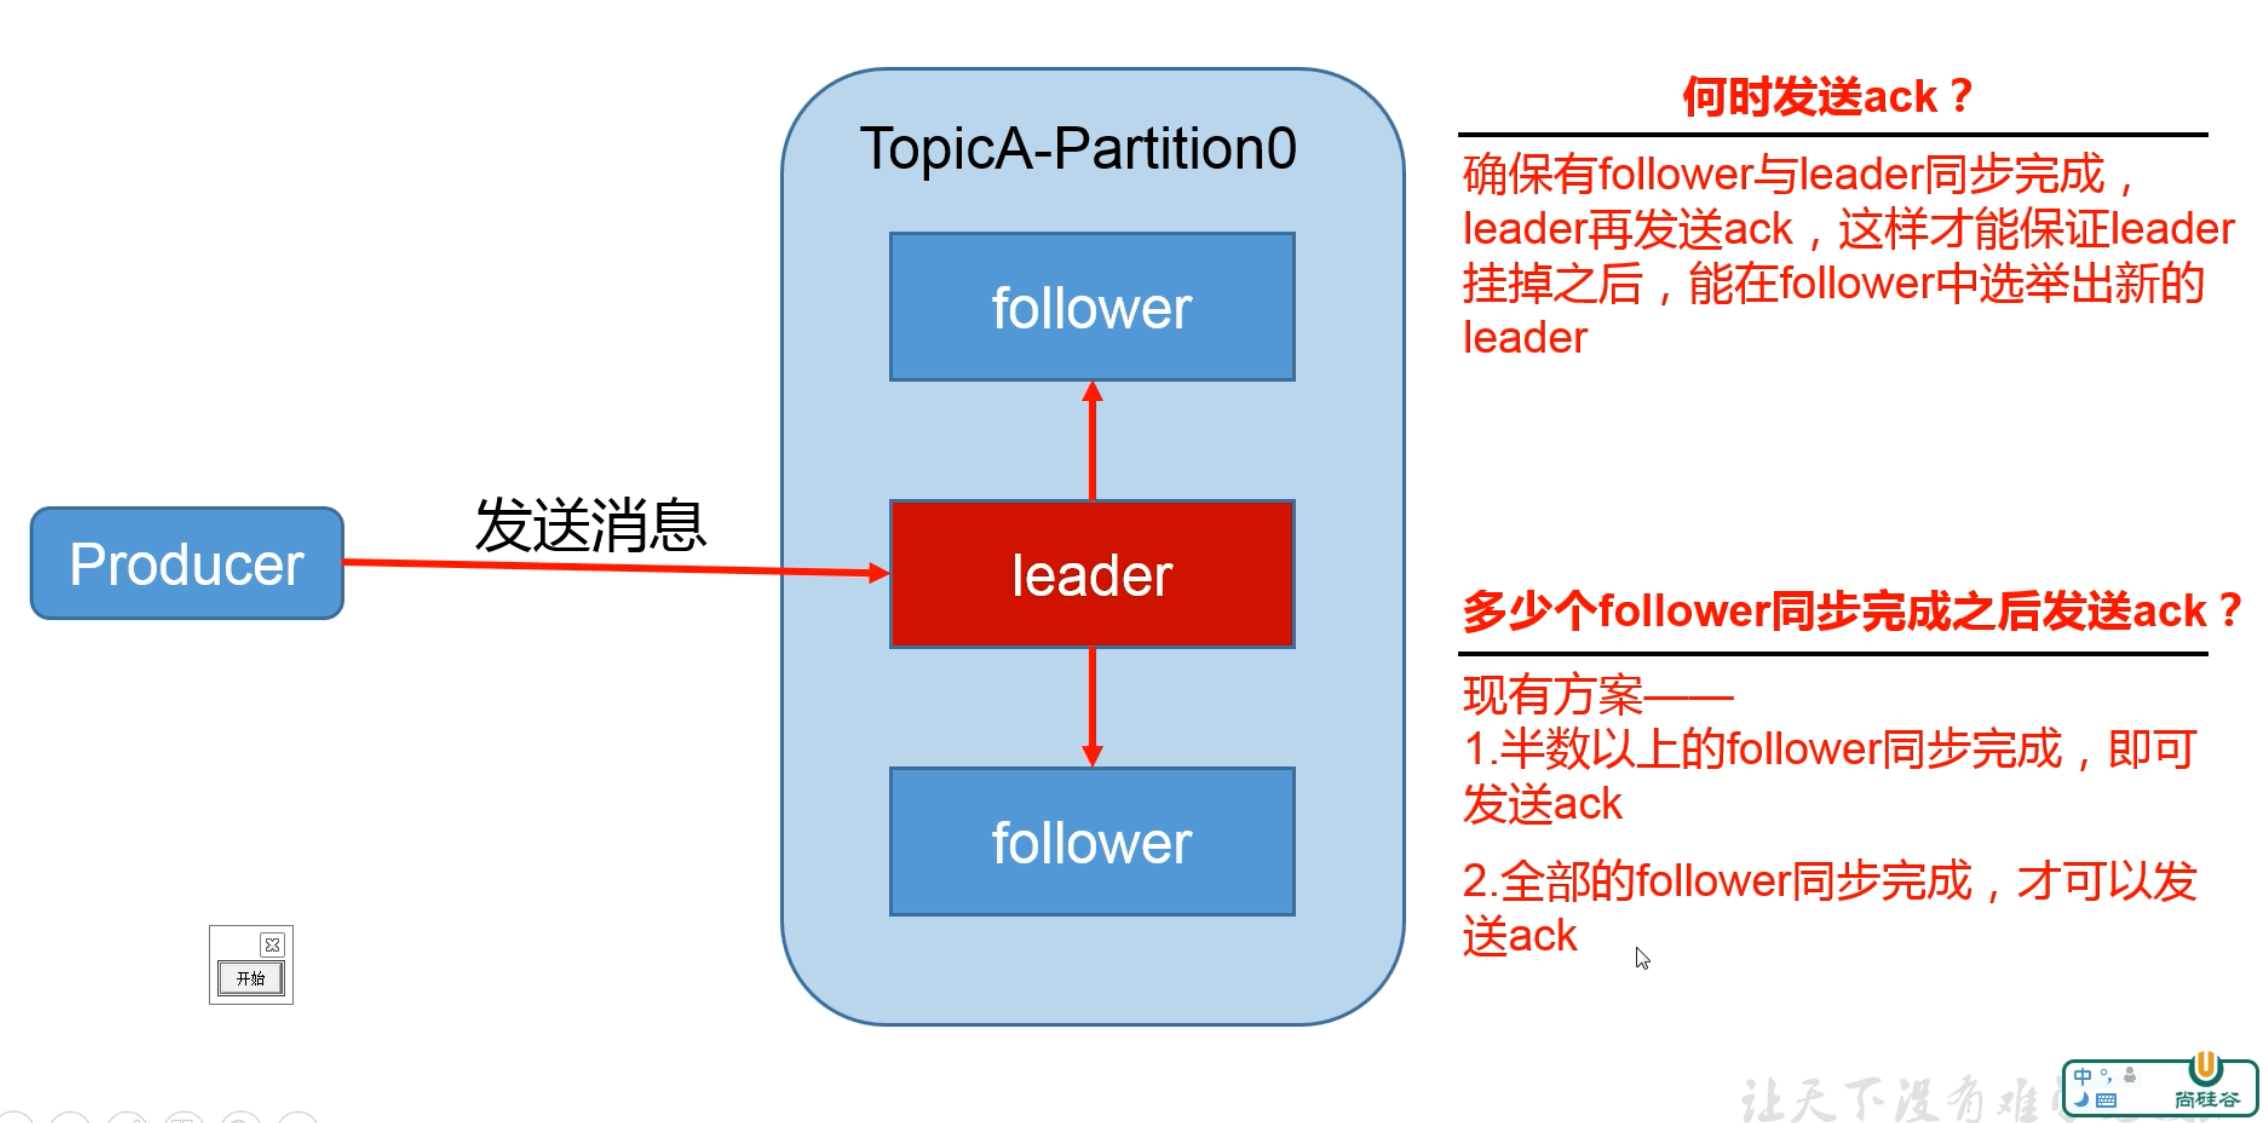 TopicA-Partition0
follower
leader
follower
Producer
发送消息
何时发送ack？
确保有follower与leader同步完成，
leader再发送ack，这样才能保证leader
挂掉之后，能在follower中选举出新的
leader
多少个follower同步完成之后发送ack？
现有方案——
1.半数以上的follower同步完成，即可
发送ack
2.全部的follower同步完成，才可以发
送ack
开始
让天下没有难
中
尚硅谷